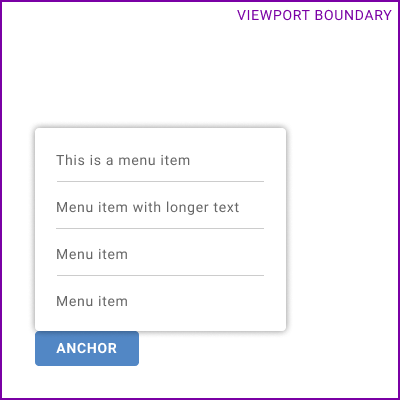 VIEWPORT BOUNDARY
This is a menu item
Menu item with longer text
Menu item
Menu item
ANCHOR